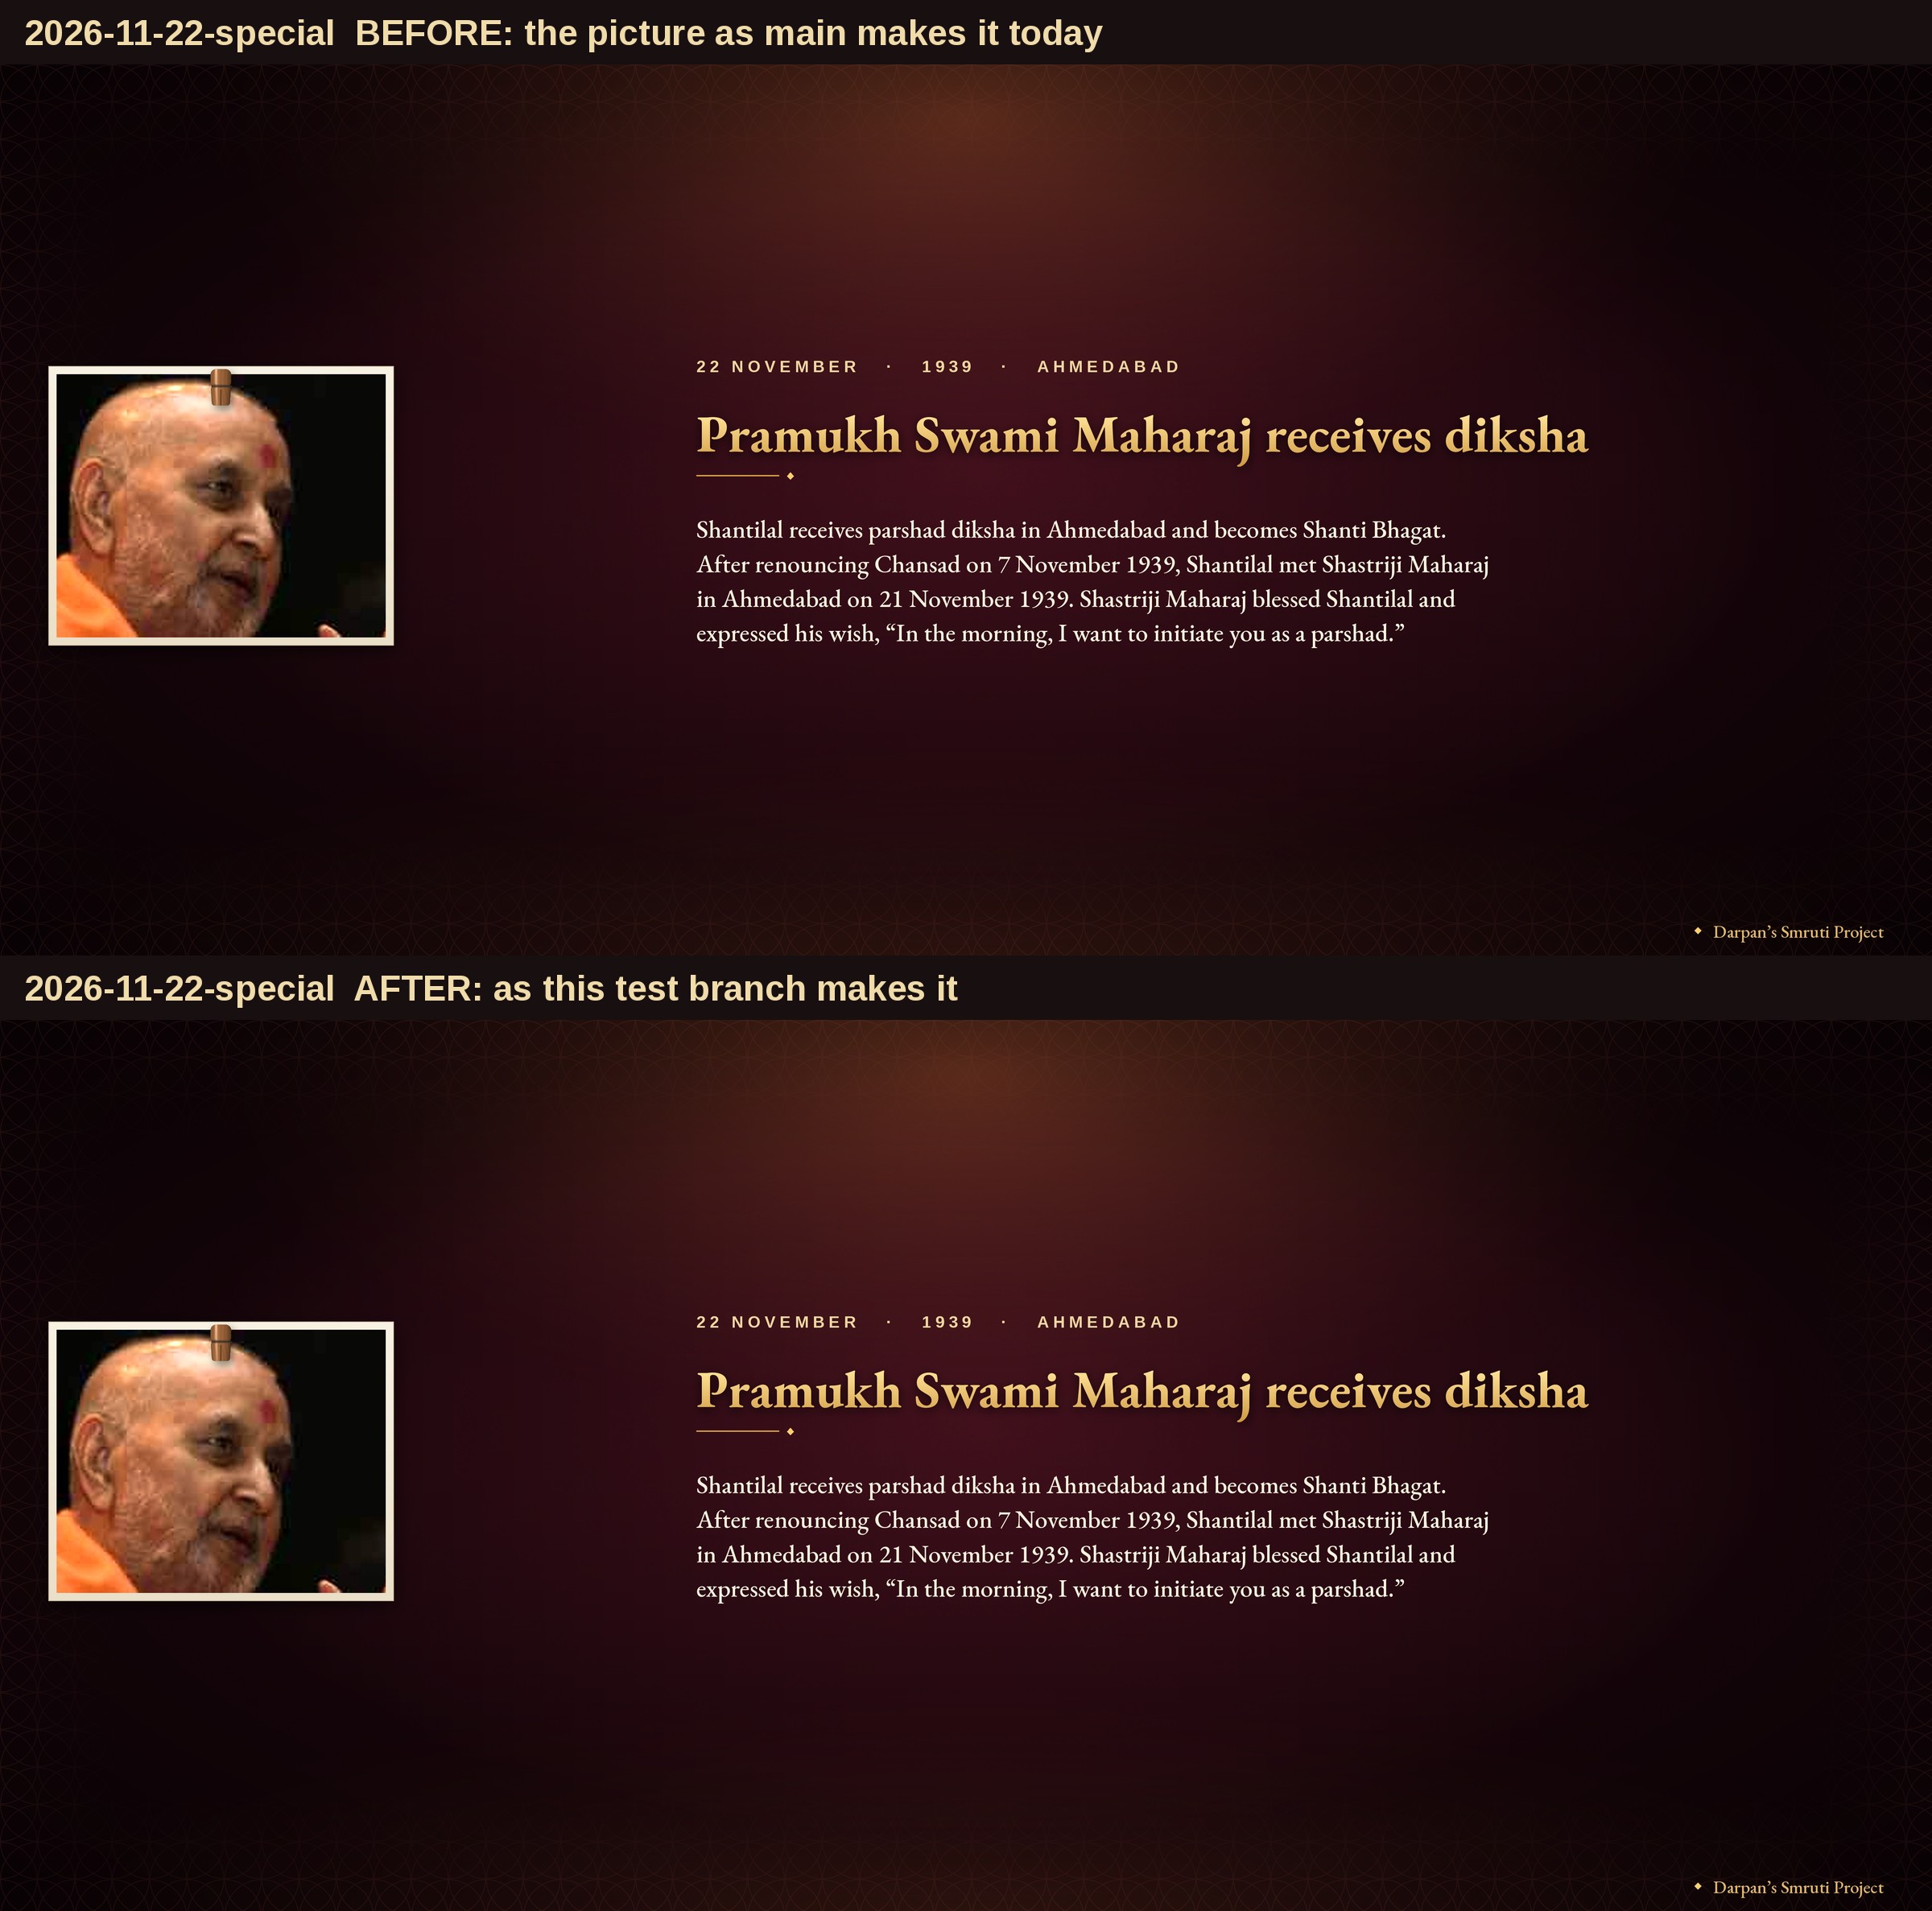 2026-11-22-special BEFORE: the picture as main makes it today
22 NOVEMBER · 1939 · AHMEDABAD
Pramukh Swami Maharaj receives diksha
Shantilal receives parshad diksha in Ahmedabad and becomes Shanti Bhagat.
After renouncing Chansad on 7 November 1939, Shantilal met Shastriji Maharaj
in Ahmedabad on 21 November 1939. Shastriji Maharaj blessed Shantilal and
expressed his wish, “In the morning, I want to initiate you as a parshad.”
Darpan’s Smruti Project
2026-11-22-special AFTER: as this test branch makes it
22 NOVEMBER · 1939 · AHMEDABAD
Pramukh Swami Maharaj receives diksha
Shantilal receives parshad diksha in Ahmedabad and becomes Shanti Bhagat.
After renouncing Chansad on 7 November 1939, Shantilal met Shastriji Maharaj
in Ahmedabad on 21 November 1939. Shastriji Maharaj blessed Shantilal and
expressed his wish, “In the morning, I want to initiate you as a parshad.”
Darpan’s Smruti Project